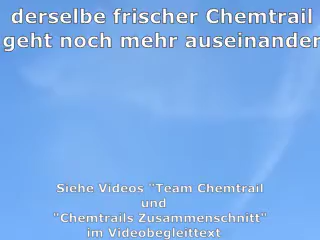 derselbe frischer Chemtrail
geht noch mehr auseinander
Siehe Videos "Team Chemtrail
und
"Chemtrails Zusammenschnitt"
im Videobegleittext